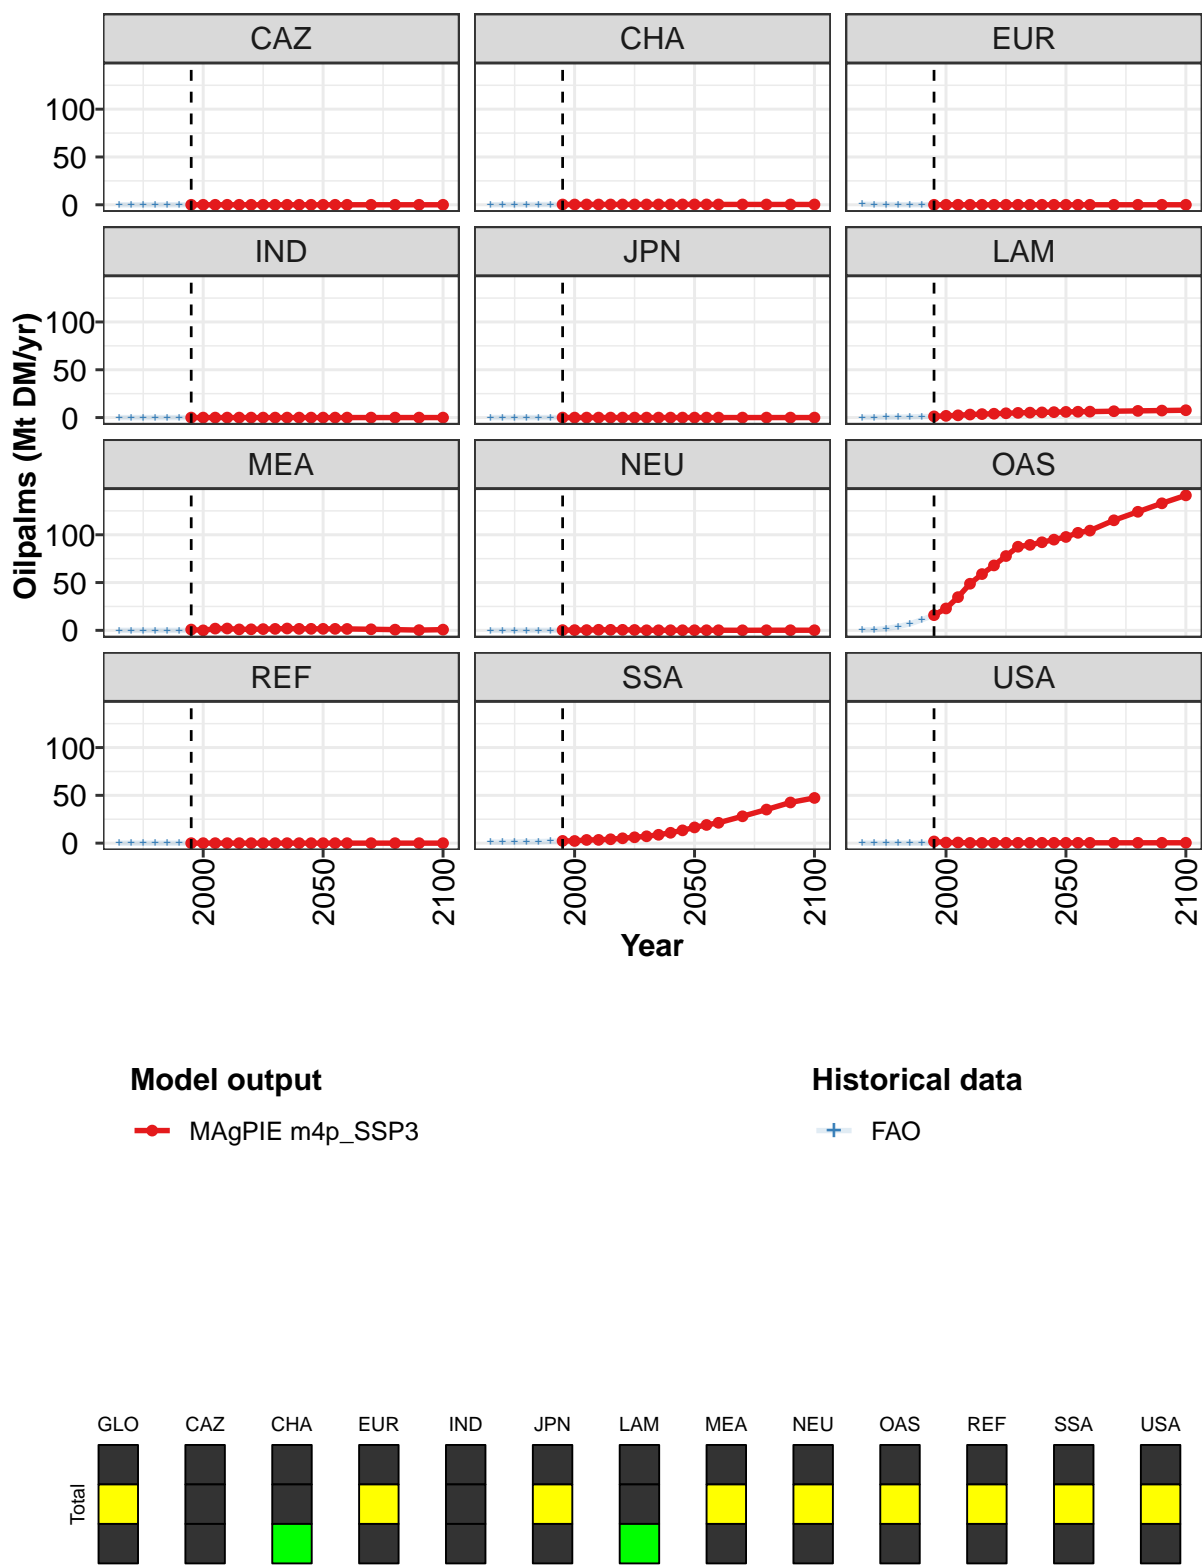 CAZ CHA EUR
100
50
0
IND JPN LAM
100
50
0
MEA NEU OAS
100
50
0
REF SSA USA
100
50
0
Oilpalms (Mt DM/yr)
2000 2050 2100 2000 2050 2100 2000 2050 2100
Year
Model output Historical data
MAgPIE m4p_SSP3 FAO
GLO CAZ CHA EUR IND JPN LAM MEA NEU OAS REF SSA USA
Total